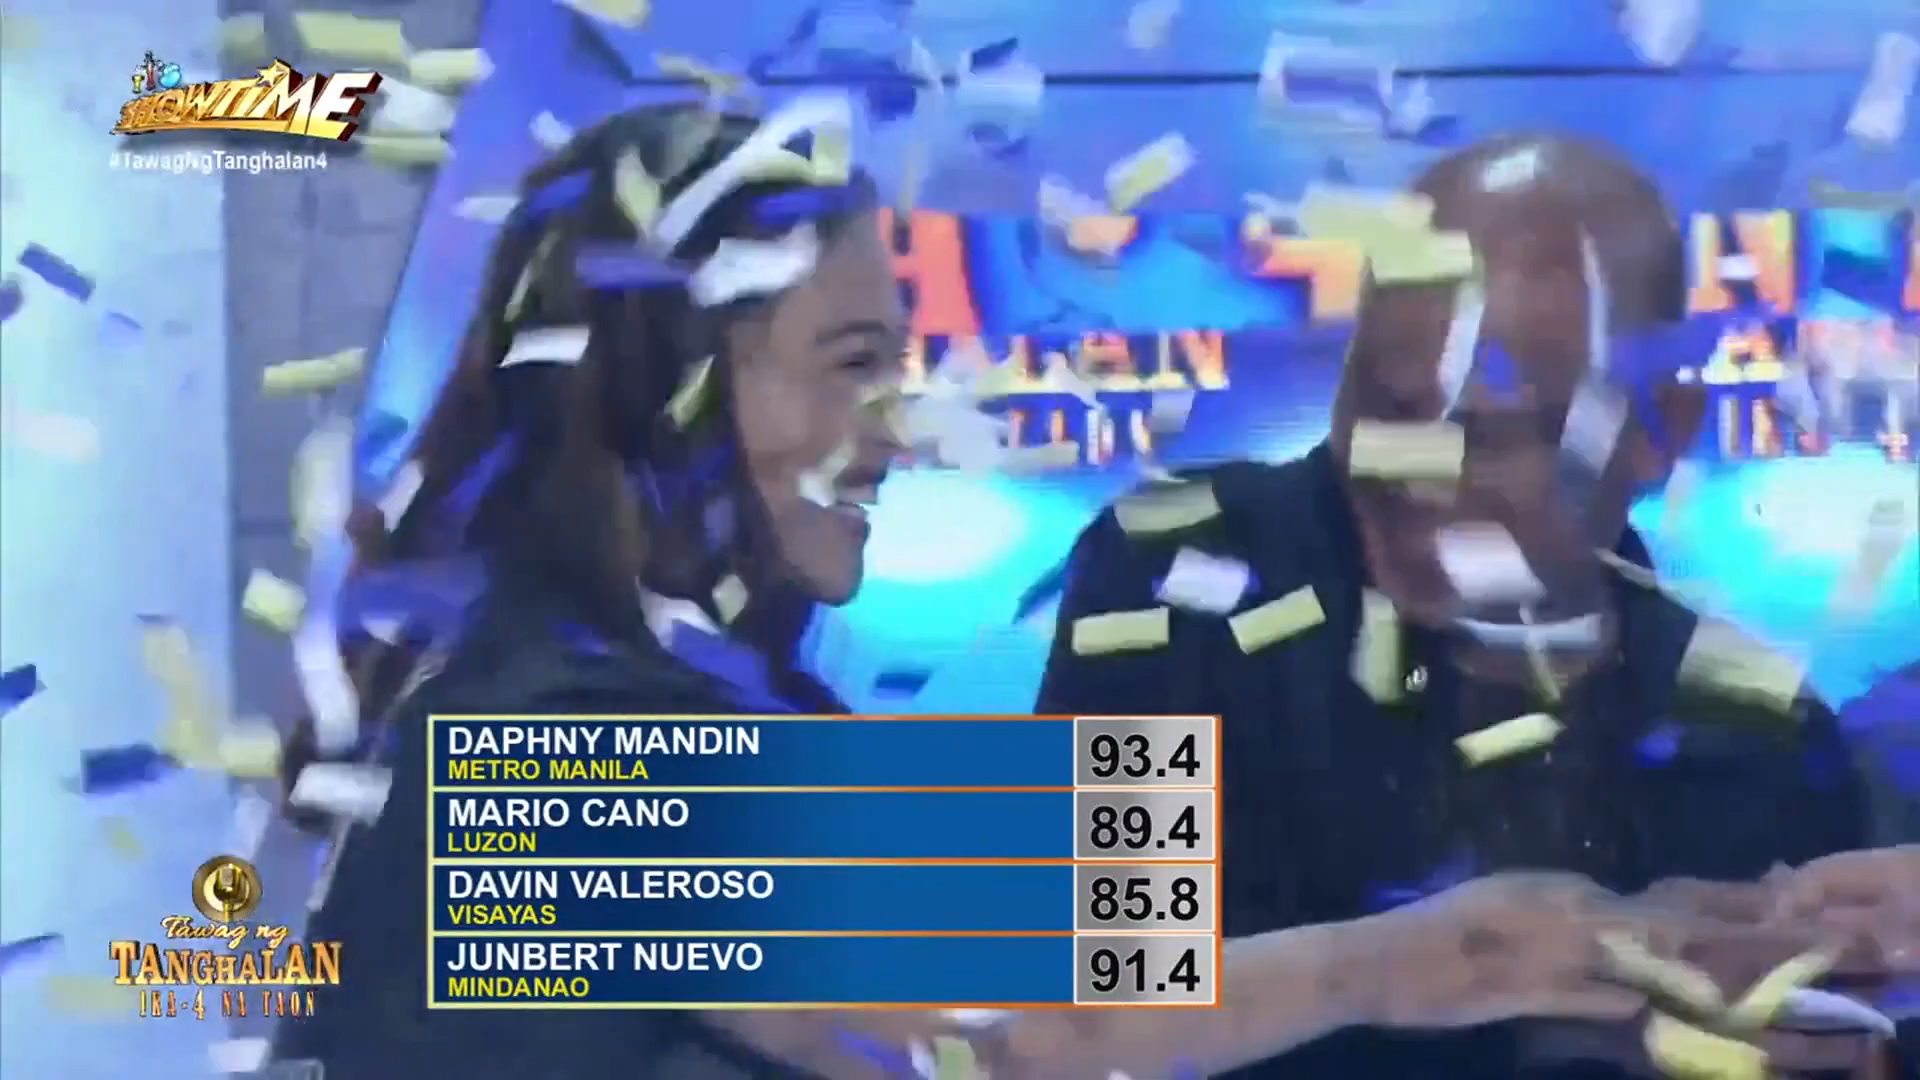 It's
SHOWTIME
#TawagNgTanghalan4
DAPHNY MANDIN
METRO MANILA
93.4
MARIO CANO
LUZON
89.4
DAVIN VALEROSO
VISAYAS
85.8
JUNBERT NUEVO
MINDANAO
91.4
Tawag ng
TANGHALAN
IKA-4 NA TAON